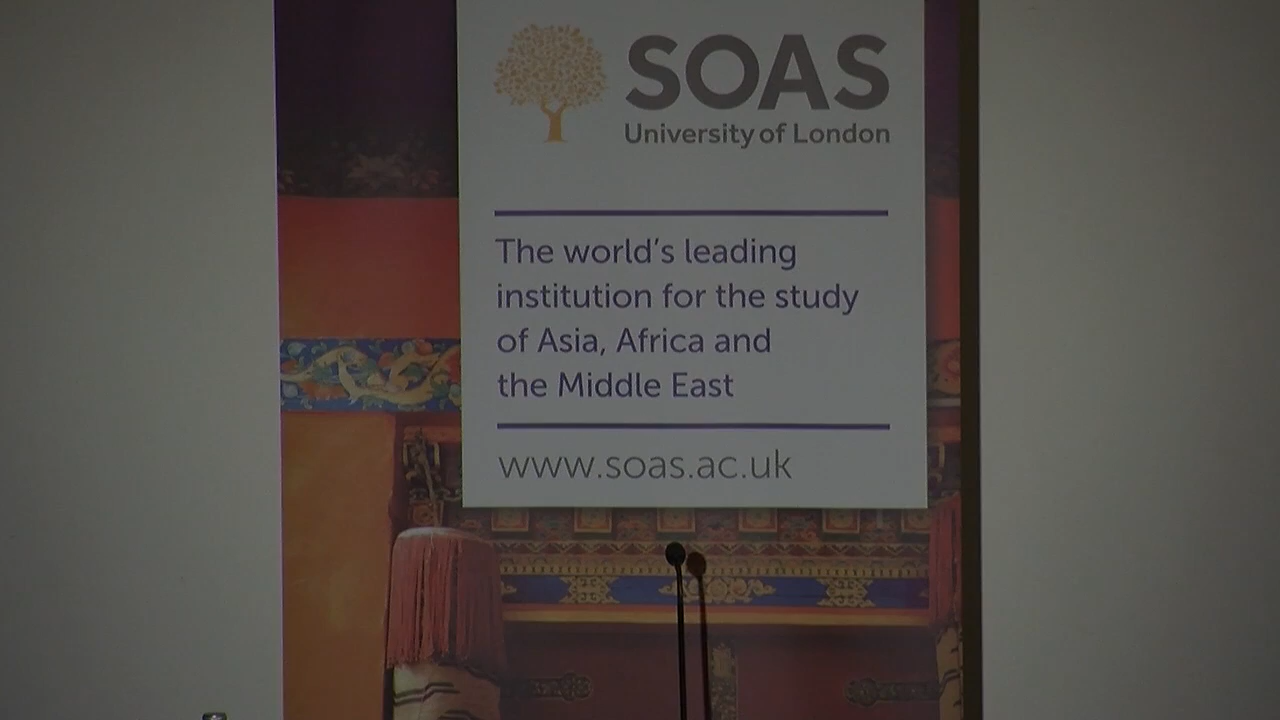 SOAS
University of London
The world's leading
institution for the study
of Asia, Africa and
the Middle East
www.soas.ac.uk